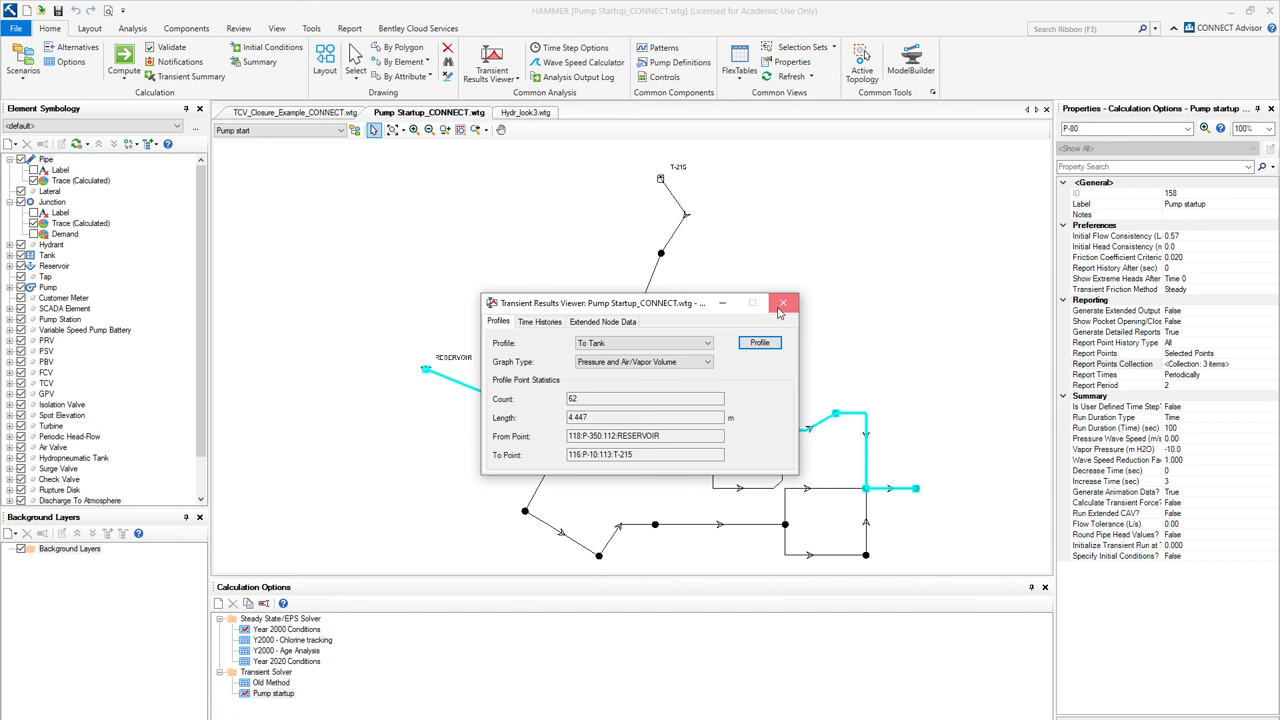 HAMMER [Pump Startup_CONNECT.wtg] (Licensed for Academic Use Only)
File Home Layout Analysis Components Review View Tools Report Bentley Cloud Services
Search Ribbon (F3)
CONNECT Advisor
Scenarios
Alternatives
Options
Compute
Validate
Notifications
Transient Summary
Initial Conditions
Summary
Calculation
Layout
Select
By Polygon
By Element
By Attribute
Drawing
Transient Results Viewer
Time Step Options
Wave Speed Calculator
Analysis Output Log
Common Analysis
Patterns
Pump Definitions
Controls
Common Components
FlexTables
Selection Sets
Properties
Refresh
Common Views
Active Topology
ModelBuilder
Common Tools
Element Symbology
<default>
Pipe
Label
Trace (Calculated)
Lateral
Junction
Label
Trace (Calculated)
Demand
Hydrant
Tank
Reservoir
Tap
Pump
Customer Meter
SCADA Element
Pump Station
Variable Speed Pump Battery
PRV
PSV
PBV
FCV
TCV
GPV
Isolation Valve
Spot Elevation
Turbine
Periodic Head-Flow
Air Valve
Hydropneumatic Tank
Surge Valve
Check Valve
Rupture Disk
Discharge To Atmosphere
Background Layers
Background Layers
TCV_Closure_Example_CONNECT.wtg Pump Startup_CONNECT.wtg Hydr_look3.wtg
Pump start
T-215
RESERVOIR
Transient Results Viewer: Pump Startup_CONNECT.wtg - ...
Profiles Time Histories Extended Node Data
Profile: To Tank Profile
Graph Type: Pressure and Air/Vapor Volume
Profile Point Statistics
Count: 62
Length: 4 447 m
From Point: 118:P-350:112:RESERVOIR
To Point: 116:P-10:113:T-215
Calculation Options
Steady State/EPS Solver
Year 2000 Conditions
Y2000 - Chlorine tracking
Y2000 - Age Analysis
Year 2020 Conditions
Transient Solver
Old Method
Pump startup
Properties - Calculation Options - Pump startup ...
P-80 100%
<Show All>
Property Search
<General>
ID 158
Label Pump startup
Notes
Preferences
Initial Flow Consistency (L 0.57
Initial Head Consistency (m 0.0
Friction Coefficient Criteric 0.020
Report History After (sec) 0
Show Extreme Heads After Time 0
Transient Friction Method Steady
Reporting
Generate Extended Output False
Show Pocket Opening/Close False
Generate Detailed Reports True
Report Point History Type All
Report Points Selected Points
Report Points Collection <Collection: 3 items>
Report Times Periodically
Report Period 2
Summary
Is User Defined Time Step? False
Run Duration Type Time
Run Duration (Time) (sec) 100
Pressure Wave Speed (m/s)
Vapor Pressure (m H2O) -10.0
Wave Speed Reduction Fa 1.000
Decrease Time (sec) 0
Increase Time (sec) 3
Generate Animation Data? True
Calculate Transient Force? False
Run Extended CAV? False
Flow Tolerance (L/s) 0.00
Round Pipe Head Values? False
Initialize Transient Run at 0.000
Specify Initial Conditions? False